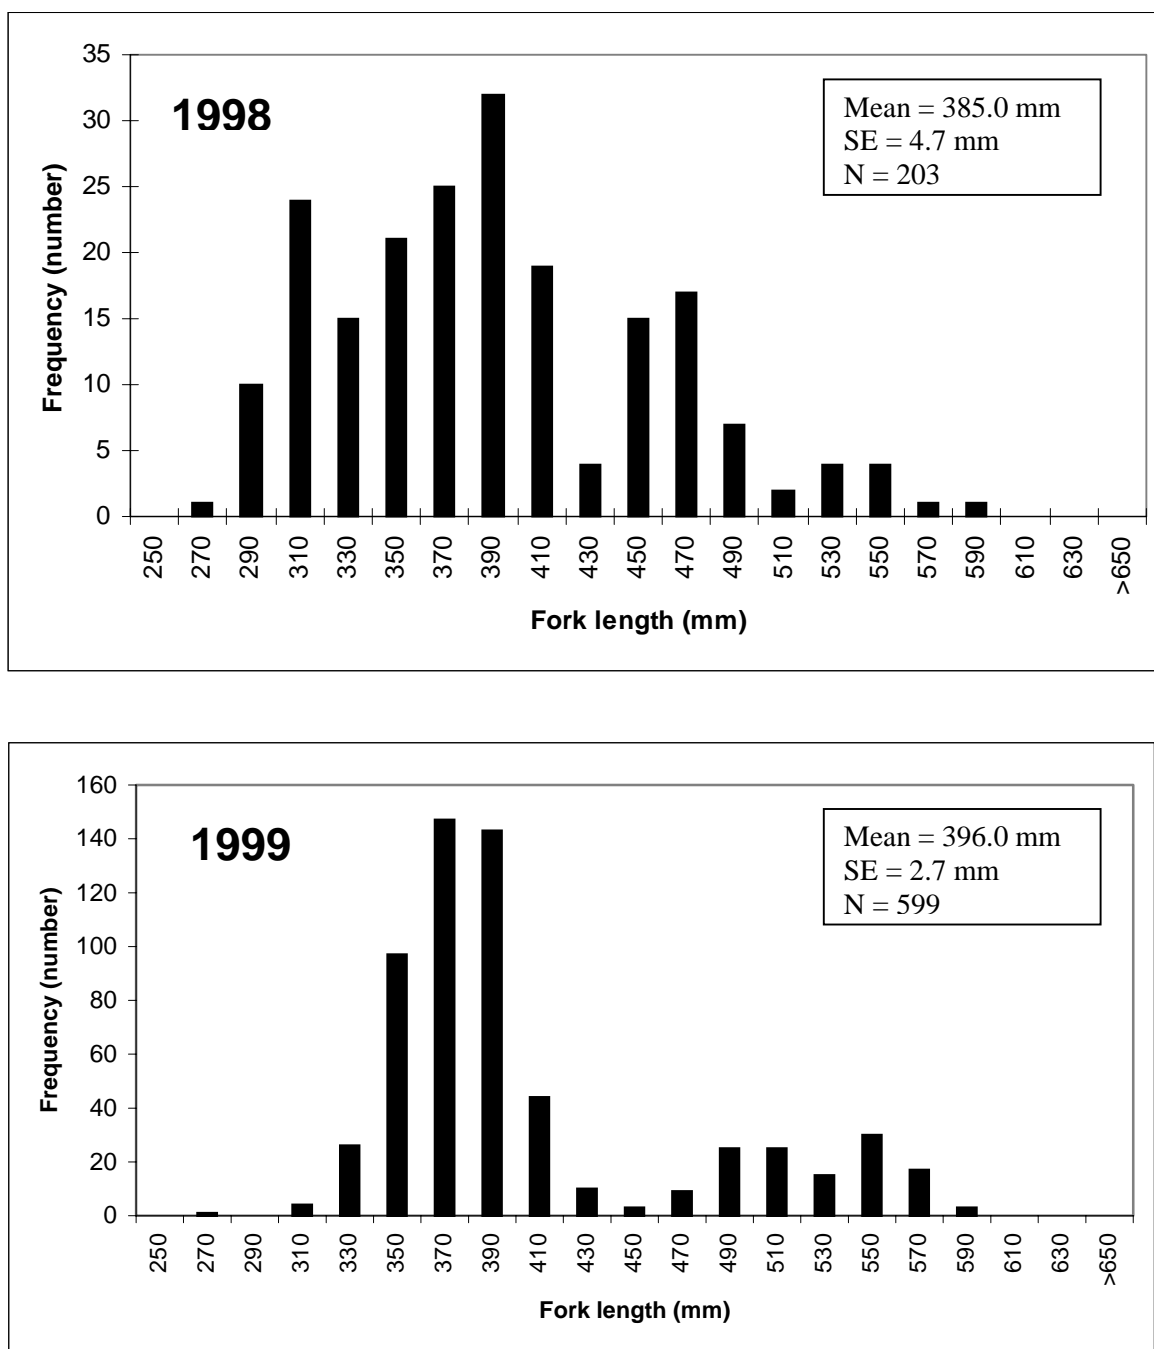 35
30
25
20
15
10
5
0
Frequency (number)
1998
Mean = 385.0 mm
SE = 4.7 mm
N = 203
250 270 290 310 330 350 370 390 410 430 450 470 490 510 530 550 570 590 610 630 >650
Fork length (mm)
160
140
120
100
80
60
40
20
0
Frequency (number)
1999
Mean = 396.0 mm
SE = 2.7 mm
N = 599
250 270 290 310 330 350 370 390 410 430 450 470 490 510 530 550 570 590 610 630 >650
Fork length (mm)